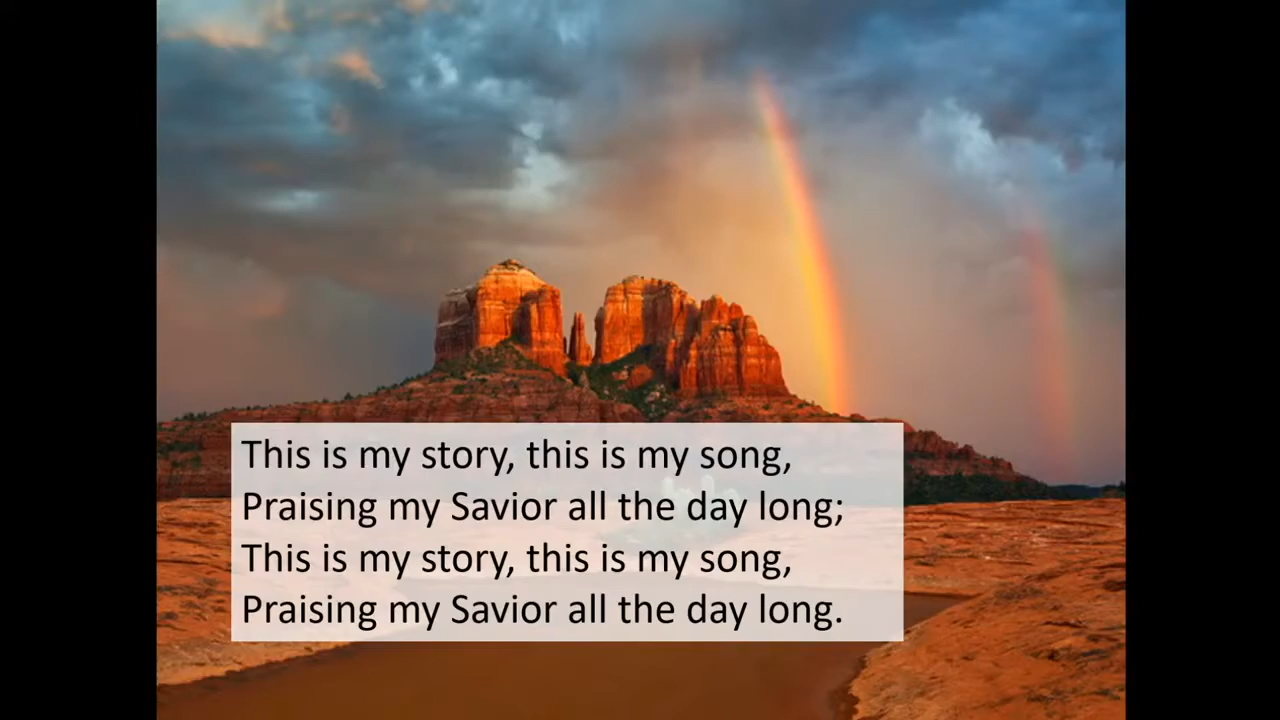 This is my story, this is my song,
Praising my Savior all the day long;
This is my story, this is my song,
Praising my Savior all the day long.